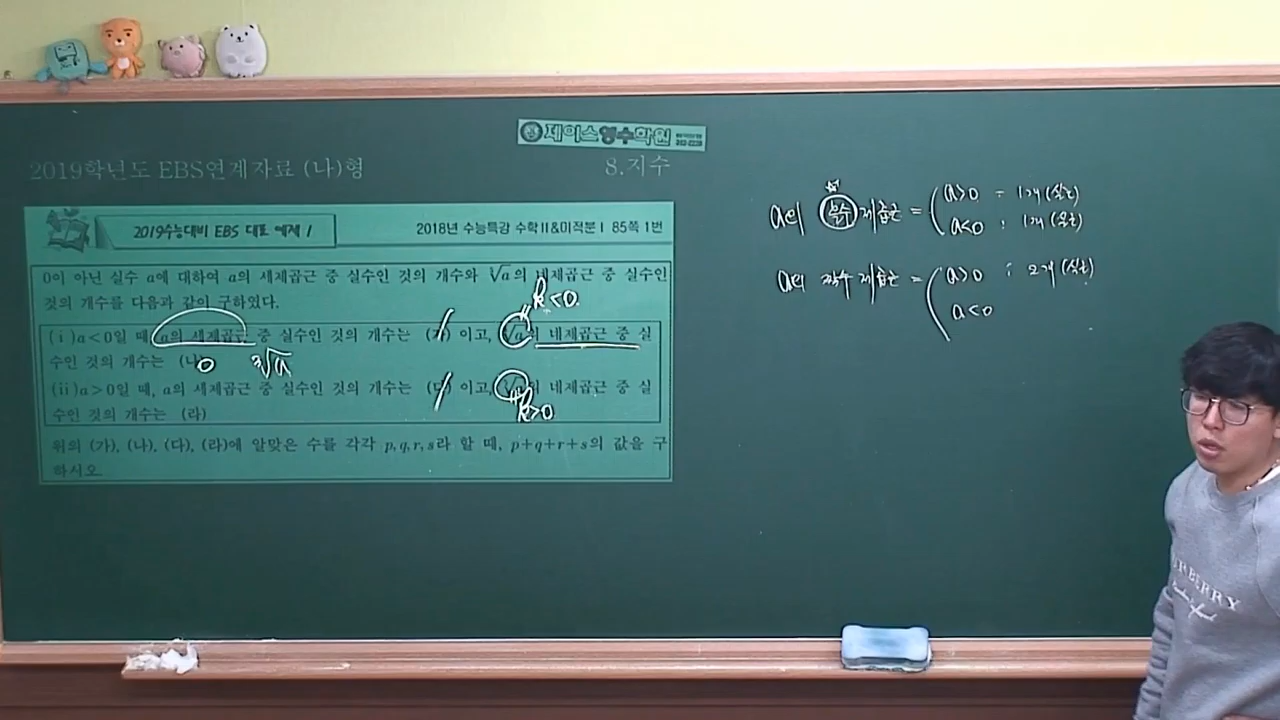 제이스영수학원
2019학년도 EBS연계자료 (나)형
8.지수
2019수능대비 EBS 대표 예제 1
2018년 수능특강 수학II&미적분I 85쪽 1번
0이 아닌 실수 a에 대하여 a의 세제곱근 중 실수인 것의 개수와 ∛a의 네제곱근 중 실수인
것의 개수를 다음과 같이 구하였다.
k<0.
(i)a<0일 때, a의 세제곱근 중 실수인 것의 개수는 (가) 이고, ∛a의 네제곱근 중 실
수인 것의 개수는 (나)
1
0
∛a
(ii)a>0일 때, a의 세제곱근 중 실수인 것의 개수는 (다) 이고, ∛a의 네제곱근 중 실
수인 것의 개수는 (라)
1
k>0
위의 (가), (나), (다), (라)에 알맞은 수를 각각 p,q,r,s라 할 때, p+q+r+s의 값을 구
하시오.
a의 홀수 제곱근 = ( a>0 : 1개(실근)
a<0 : 1개(실근)
a의 짝수 제곱근 = ( a>0 : 2개(실근)
a<0